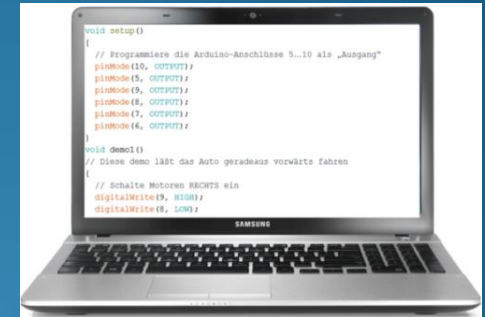 void setup()
{
// Programmiere die Arduino-Anschlüsse 5...10 als „Ausgang"
pinMode(10, OUTPUT);
pinMode(5, OUTPUT);
pinMode(9, OUTPUT);
pinMode(8, OUTPUT);
pinMode(7, OUTPUT);
pinMode(6, OUTPUT);
}
void demo1()
// Diese demo läßt das Auto geradeaus vorwärts fahren
{
// Schalte Motoren RECHTS ein
digitalWrite(9, HIGH);
digitalWrite(8, LOW);
SAMSUNG